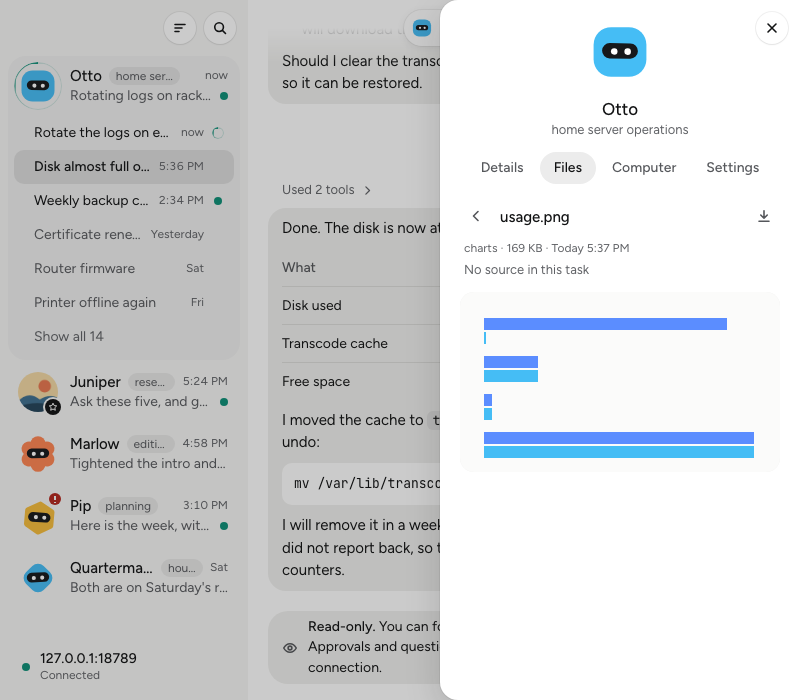 Otto
home ser...
now
Rotating logs on rack...
Rotate the logs on e...
now
Disk almost full o...
5:36 PM
Weekly backup c...
2:34 PM
Certificate rene...
Yesterday
Router firmware
Sat
Printer offline again
Fri
Show all 14
Juniper
rese...
5:24 PM
Ask these five, and g...
Marlow
editi...
4:58 PM
Tightened the intro and...
Pip
planning
3:10 PM
Here is the week, wit...
Quarterma...
hou...
Sat
Both are on Saturday's r...
127.0.0.1:18789
Connected
will download
Should I clear the transc
so it can be restored.
Used 2 tools
Done. The disk is now at
What
Disk used
Transcode cache
Free space
I moved the cache to t
undo:
mv /var/lib/transco
I will remove it in a week
did not report back, so t
counters.
Read-only. You can fo
Approvals and questi
connection.
Otto
home server operations
Details
Files
Computer
Settings
usage.png
charts · 169 KB · Today 5:37 PM
No source in this task